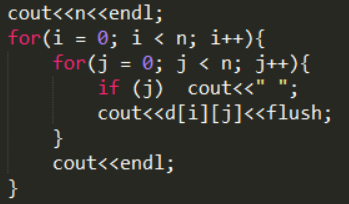 cout<<n<<endl;
for(i = 0; i < n; i++){
    for(j = 0; j < n; j++){
        if (j)  cout<<" ";
        cout<<d[i][j]<<flush;
    }
    cout<<endl;
}